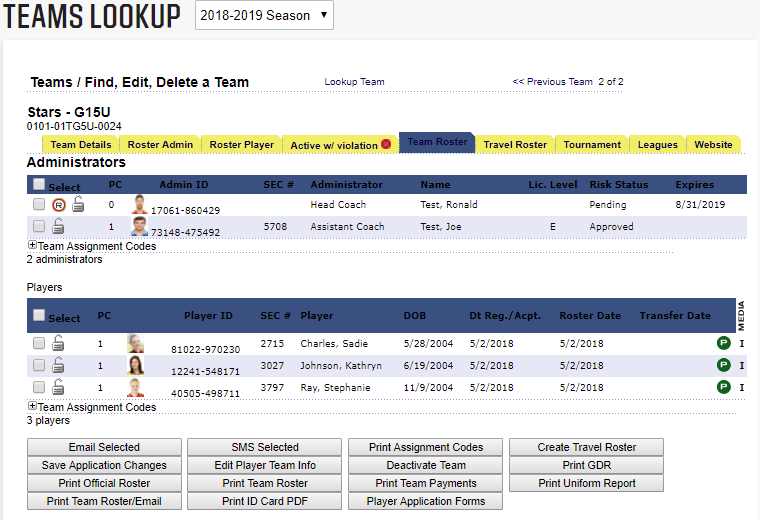 TEAMS LOOKUP 2018-2019 Season
Teams / Find, Edit, Delete a Team Lookup Team << Previous Team 2 of 2
Stars - G15U
0101-01TG5U-0024
Team Details Roster Admin Roster Player Active w/ violation Team Roster Travel Roster Tournament Leagues Website
Administrators
Select PC Admin ID SEC # Administrator Name Lic. Level Risk Status Expires
R 0 17061-860429 Head Coach Test, Ronald Pending 8/31/2019
1 73148-475492 5708 Assistant Coach Test, Joe E Approved
Team Assignment Codes
2 administrators
Players
Select PC Player ID SEC # Player DOB Dt Reg./Acpt. Roster Date Transfer Date MEDIA
1 81022-970230 2715 Charles, Sadie 5/28/2004 5/2/2018 5/2/2018 P I
1 12241-548171 3027 Johnson, Kathryn 6/19/2004 5/2/2018 5/2/2018 P I
1 40505-498711 3797 Ray, Stephanie 11/9/2004 5/2/2018 5/2/2018 P I
Team Assignment Codes
3 players
Email Selected SMS Selected Print Assignment Codes Create Travel Roster
Save Application Changes Edit Player Team Info Deactivate Team Print GDR
Print Official Roster Print Team Roster Print Team Payments Print Uniform Report
Print Team Roster/Email Print ID Card PDF Player Application Forms